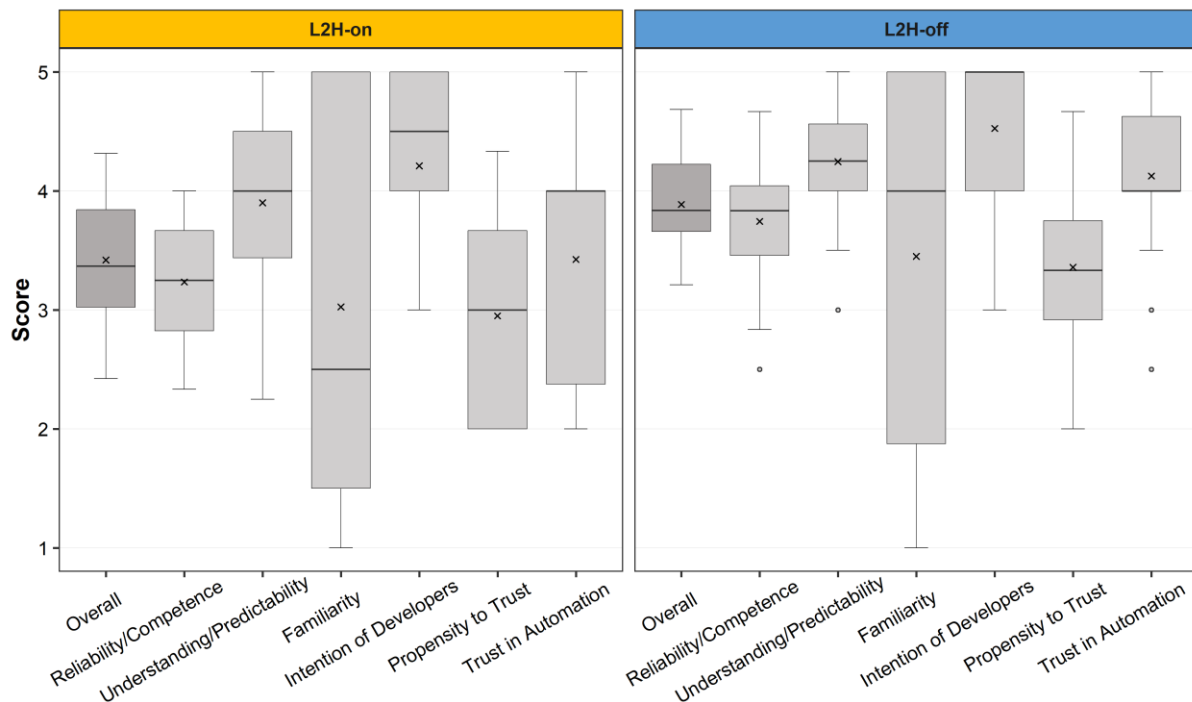 L2H-on
L2H-off
Score
5
4
3
2
1
Overall
Reliability/Competence
Understanding/Predictability
Familiarity
Intention of Developers
Propensity to Trust
Trust in Automation
Overall
Reliability/Competence
Understanding/Predictability
Familiarity
Intention of Developers
Propensity to Trust
Trust in Automation